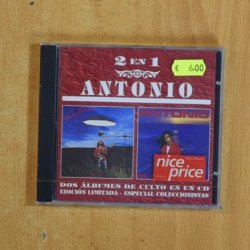 2 EN 1
€ 6.00
ANTONIO
ANTONIO
nice
price
DOS ÁLBUMES DE CULTO EN UN CD
EDICIÓN LIMITADA - ESPECIAL COLECCIONISTAS